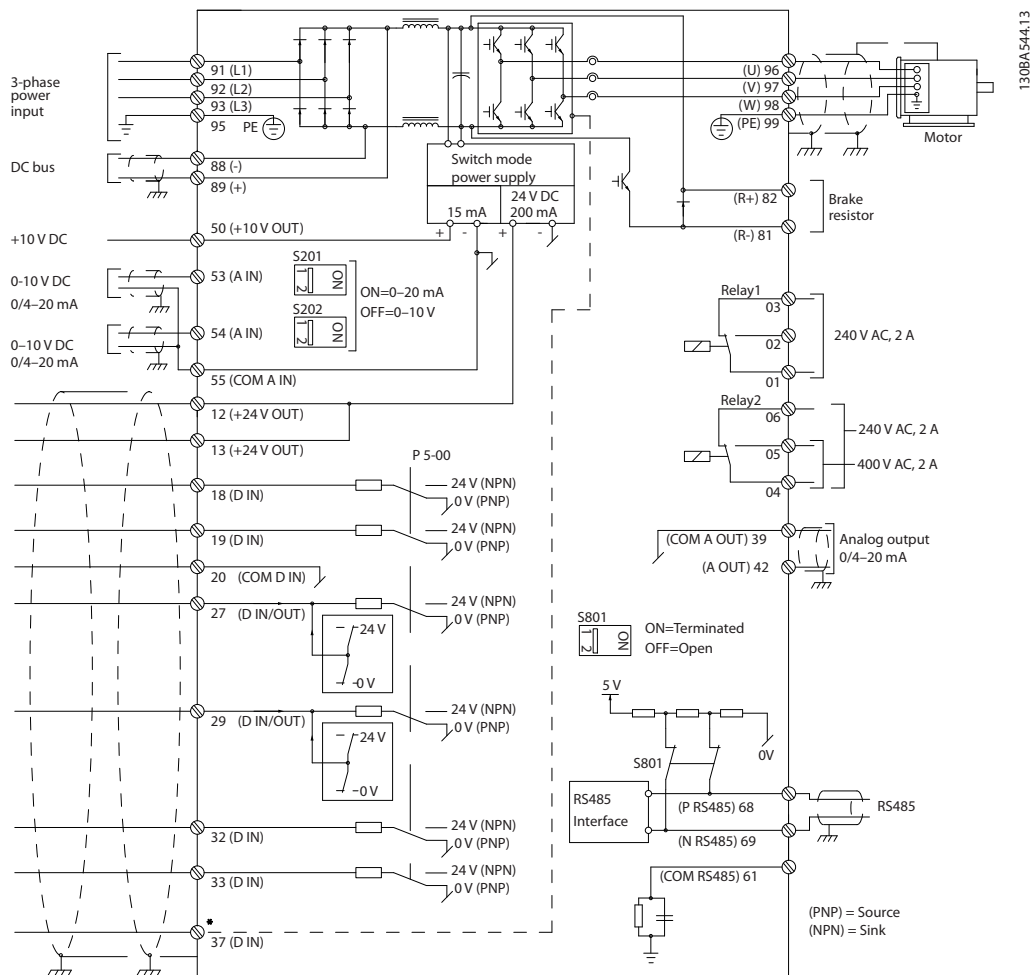 130BA544.13
3-phase
power
input
91 (L1)
92 (L2)
93 (L3)
95 PE
DC bus
88 (-)
89 (+)
+10 V DC
50 (+10 V OUT)
0-10 V DC
0/4–20 mA
53 (A IN)
0–10 V DC
0/4–20 mA
54 (A IN)
55 (COM A IN)
12 (+24 V OUT)
13 (+24 V OUT)
18 (D IN)
19 (D IN)
20 (COM D IN)
27 (D IN/OUT)
29 (D IN/OUT)
32 (D IN)
33 (D IN)
*
37 (D IN)
S201
1 2
ON
S202
1 2
ON
ON=0–20 mA
OFF=0–10 V
Switch mode
power supply
15 mA
24 V DC
200 mA
+ - + -
P 5-00
24 V (NPN)
0 V (PNP)
24 V (NPN)
0 V (PNP)
24 V (NPN)
0 V (PNP)
24 V
0 V
24 V (NPN)
0 V (PNP)
24 V
0 V
24 V (NPN)
0 V (PNP)
24 V (NPN)
0 V (PNP)
(U) 96
(V) 97
(W) 98
(PE) 99
Motor
(R+) 82
(R-) 81
Brake
resistor
Relay1
03
02
01
240 V AC, 2 A
Relay2
06
05
04
240 V AC, 2 A
400 V AC, 2 A
(COM A OUT) 39
(A OUT) 42
Analog output
0/4–20 mA
S801
1 2
ON
ON=Terminated
OFF=Open
5 V
0V
S801
RS485
Interface
(P RS485) 68
(N RS485) 69
RS485
(COM RS485) 61
(PNP) = Source
(NPN) = Sink